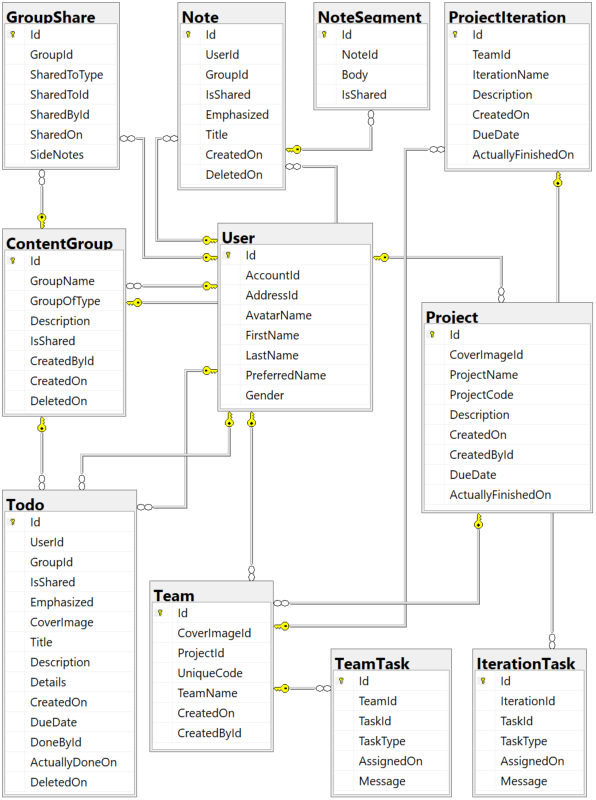 GroupShare
Id
GroupId
SharedToType
SharedToId
SharedById
SharedOn
SideNotes
Note
Id
UserId
GroupId
IsShared
Emphasized
Title
CreatedOn
DeletedOn
NoteSegment
Id
NoteId
Body
IsShared
ProjectIteration
Id
TeamId
IterationName
Description
CreatedOn
DueDate
ActuallyFinishedOn
ContentGroup
Id
GroupName
GroupOfType
Description
IsShared
CreatedById
CreatedOn
DeletedOn
User
Id
AccountId
AddressId
AvatarName
FirstName
LastName
PreferredName
Gender
Project
Id
CoverImageId
ProjectName
ProjectCode
Description
CreatedOn
CreatedById
DueDate
ActuallyFinishedOn
Todo
Id
UserId
GroupId
IsShared
Emphasized
CoverImage
Title
Description
Details
CreatedOn
DueDate
DoneById
ActuallyDoneOn
DeletedOn
Team
Id
CoverImageId
ProjectId
UniqueCode
TeamName
CreatedOn
CreatedById
TeamTask
Id
TeamId
TaskId
TaskType
AssignedOn
Message
IterationTask
Id
IterationId
TaskId
TaskType
AssignedOn
Message